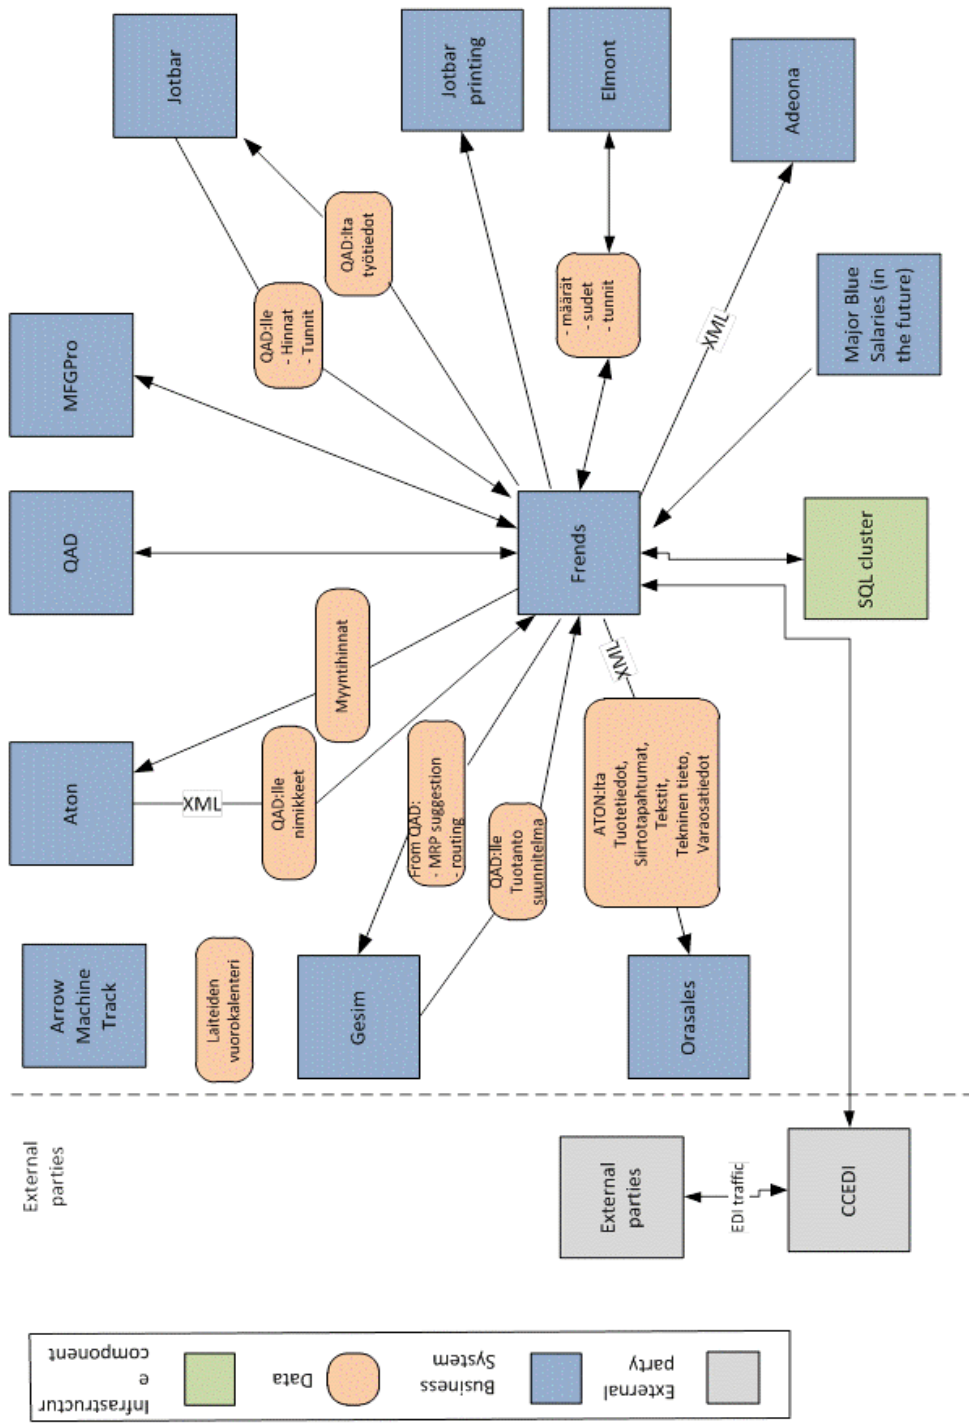 Infrastructur
e
component
Data
Business
System
External
party
External
parties
External
parties
EDI traffic
CCEDI
Arrow
Machine
Track
Laiteiden
vuorokalenteri
Aton
XML
QAD:lle
nimikkeet
Myyntihinnat
QAD
MFGPro
Jotbar
QAD:lle
- Hinnat
- Tunnit
QAD:lta
työtiedot
Gesim
From QAD:
- MRP suggestion
- routing
QAD:lle
Tuotanto
suunnitelma
Frends
Jotbar
printing
Elmont
- määrät
- sudet
- tunnit
Orasales
ATON:lta
Tuotetiedot,
Siirtotapahtumat,
Tekstit,
Tekninen tieto,
Varaosatiedot
XML
XML
Adeona
SQL cluster
Major Blue
Salaries (in
the future)